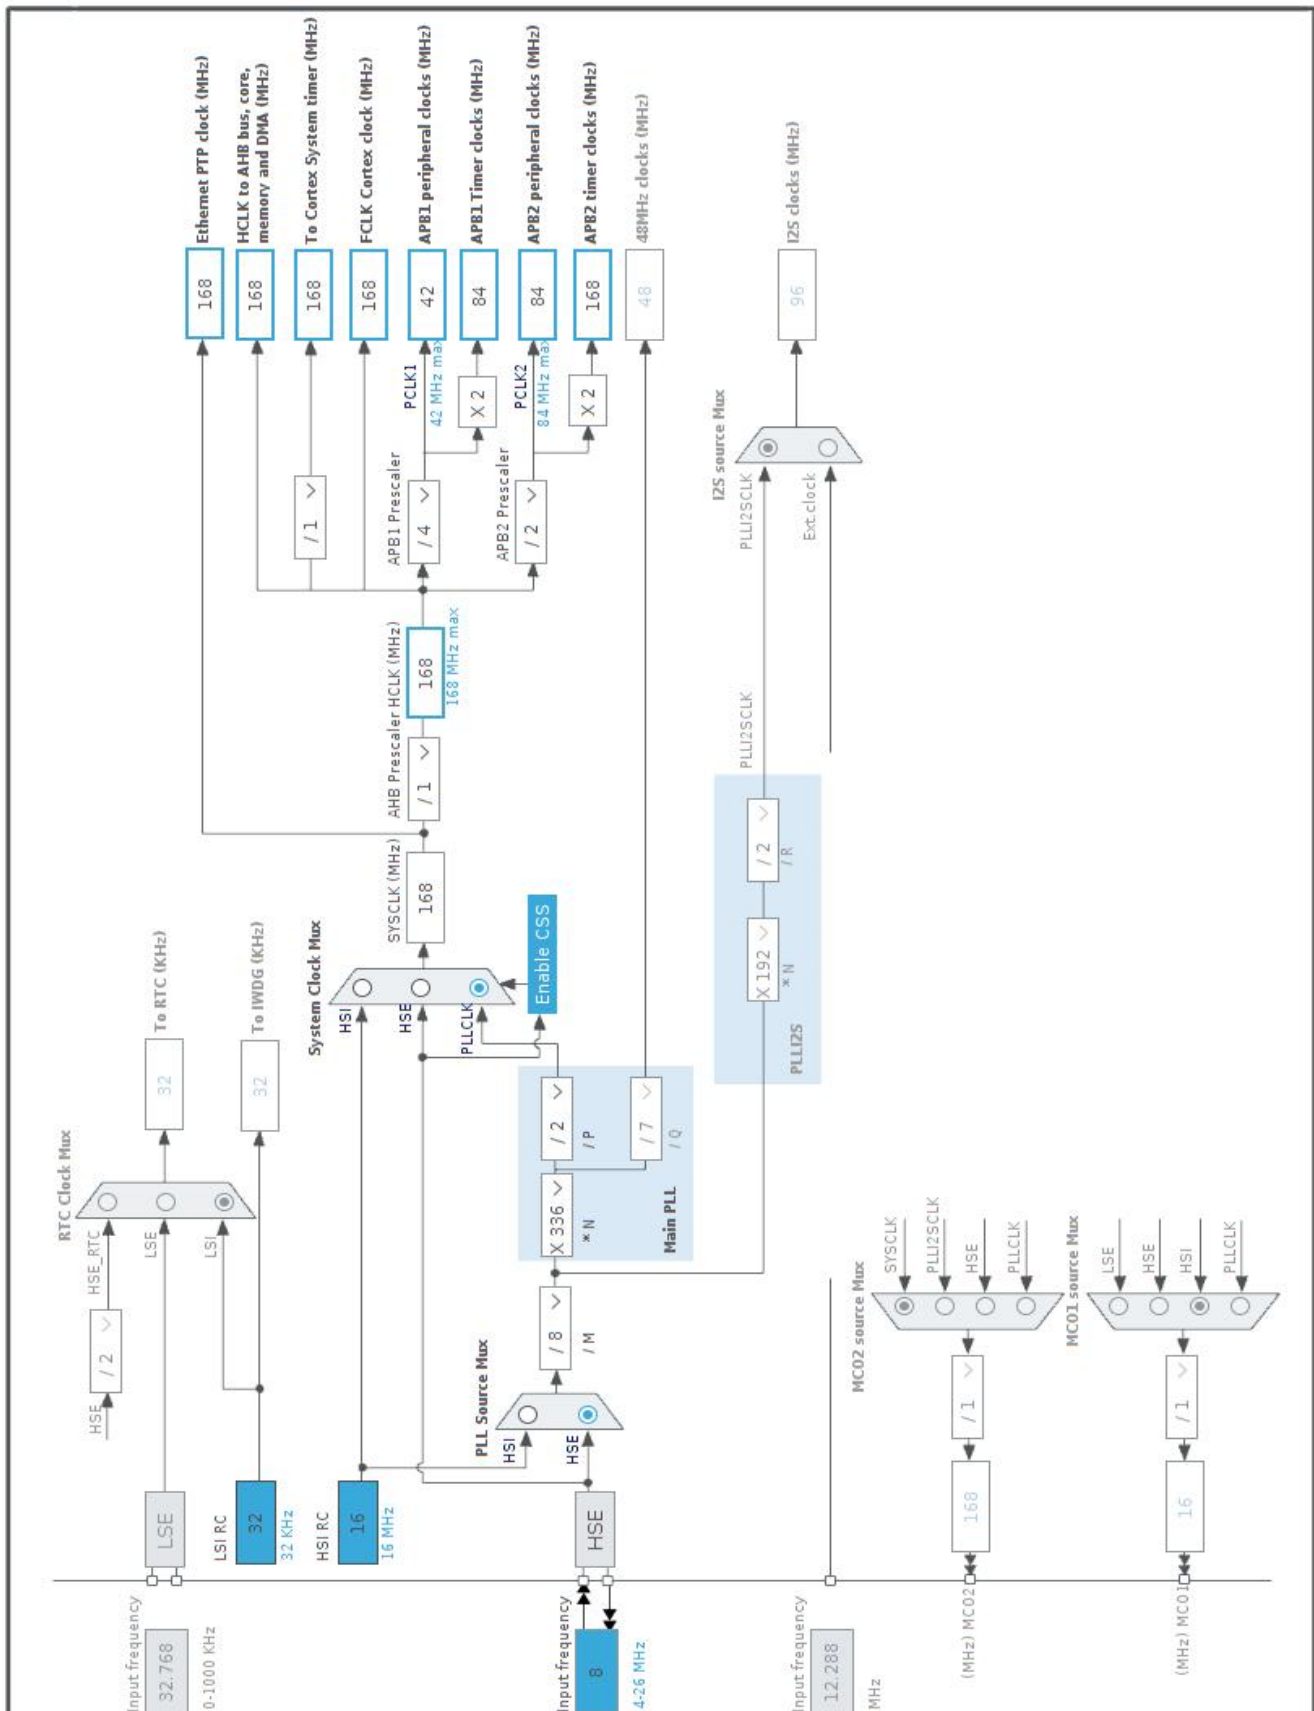 Input frequency
32.768
0-1000 KHz
LSE
LSI RC
32
32 KHz
HSI RC
16
16 MHz
Input frequency
8
4-26 MHz
HSE
Input frequency
12.288
MHz
HSE
/ 2
HSE_RTC
LSE
LSI
RTC Clock Mux
32
To RTC (KHz)
32
To IWDG (KHz)
PLL Source Mux
HSI
HSE
/ 8
/ M
X 336
* N
/ 2
/ P
/ 7
/ Q
Main PLL
System Clock Mux
HSI
HSE
PLLCLK
Enable CSS
SYSCLK (MHz)
168
AHB Prescaler
/ 1
HCLK (MHz)
168
168 MHz max
168
Ethernet PTP clock (MHz)
168
HCLK to AHB bus, core,
memory and DMA (MHz)
/ 1
168
To Cortex System timer (MHz)
168
FCLK Cortex clock (MHz)
APB1 Prescaler
/ 4
PCLK1
42 MHz max
42
APB1 peripheral clocks (MHz)
X 2
84
APB1 Timer clocks (MHz)
APB2 Prescaler
/ 2
PCLK2
84 MHz max
84
APB2 peripheral clocks (MHz)
X 2
168
APB2 timer clocks (MHz)
48
48MHz clocks (MHz)
PLLI2S
X 192
* N
/ 2
/ R
PLLI2SCLK
PLLI2SCLK
Ext.clock
I2S source Mux
96
I2S clocks (MHz)
MCO2 source Mux
SYSCLK
PLLI2SCLK
HSE
PLLCLK
/ 1
168
(MHz) MCO2
MCO1 source Mux
LSE
HSE
HSI
PLLCLK
/ 1
16
(MHz) MCO1